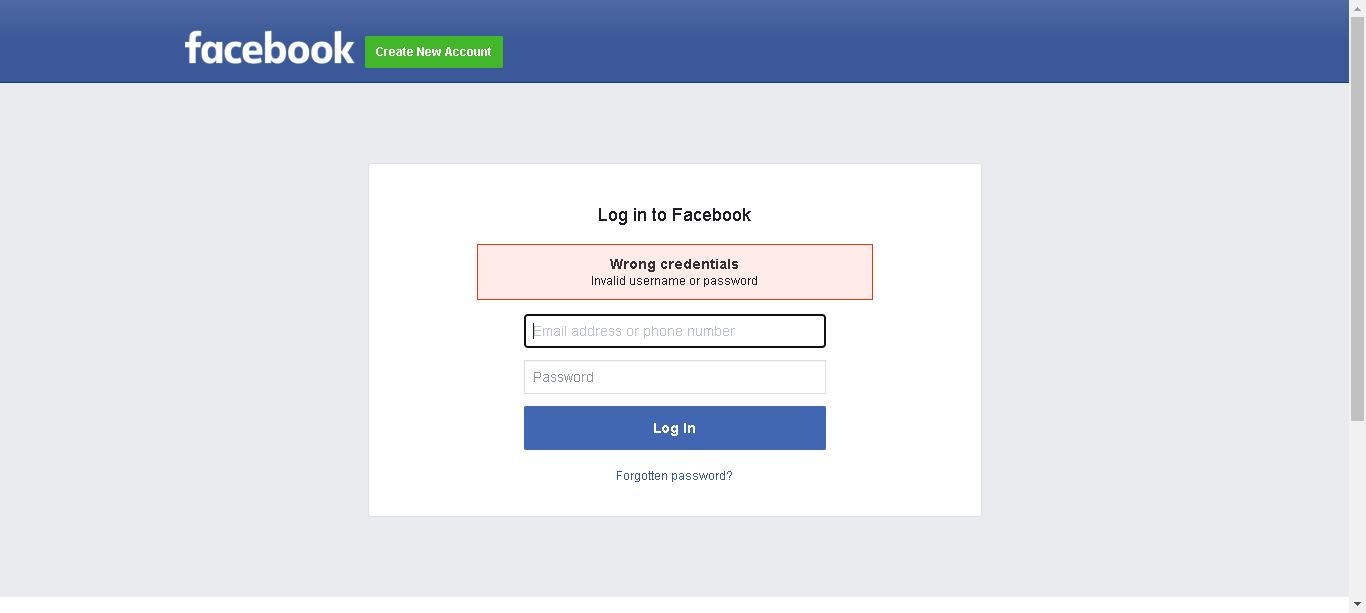 facebook
Create New Account
Log in to Facebook
Wrong credentials
Invalid username or password
Email address or phone number
Password
Log In
Forgotten password?